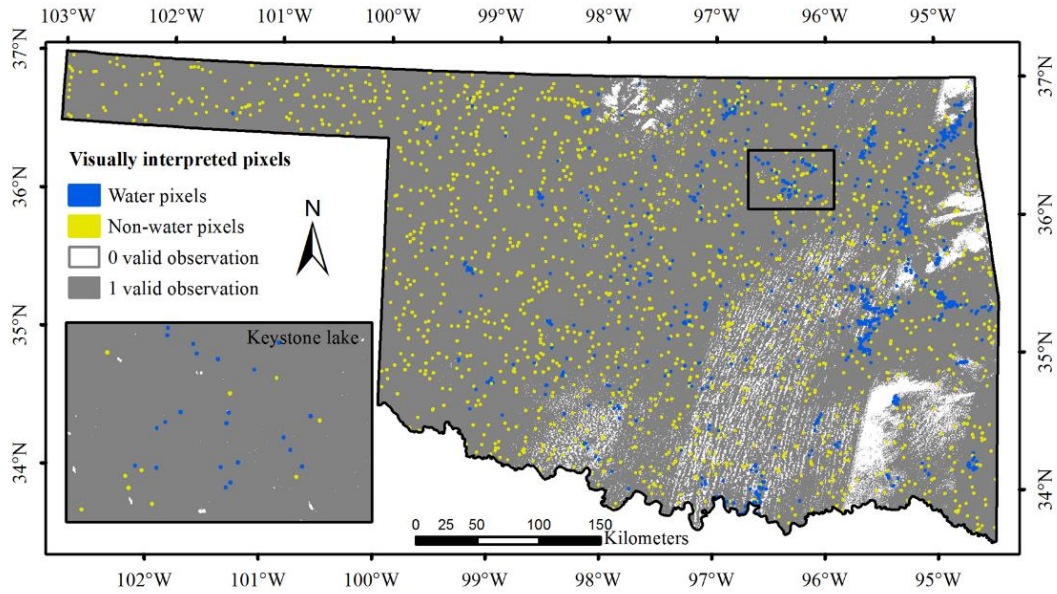 103°W 102°W 101°W 100°W 99°W 98°W 97°W 96°W 95°W
37°N 37°N
36°N 36°N
35°N 35°N
34°N 34°N
Visually interpreted pixels
Water pixels
Non-water pixels
0 valid observation
1 valid observation
N
Keystone lake
0 25 50 100 150
Kilometers
102°W 101°W 100°W 99°W 98°W 97°W 96°W 95°W